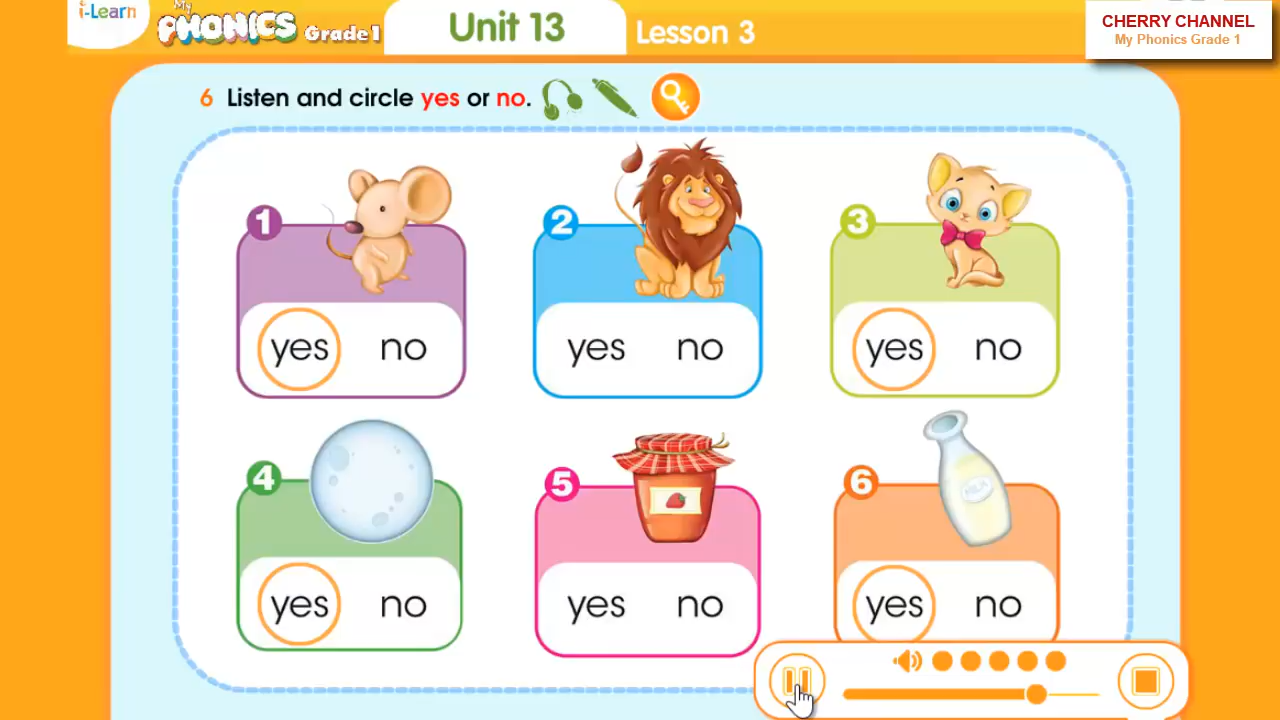 i-Learn
My
PHONICS Grade 1
Unit 13
Lesson 3
CHERRY CHANNEL
My Phonics Grade 1
6 Listen and circle yes or no.
1
yes no
2
yes no
3
yes no
4
yes no
5
yes no
6
MILK
yes no